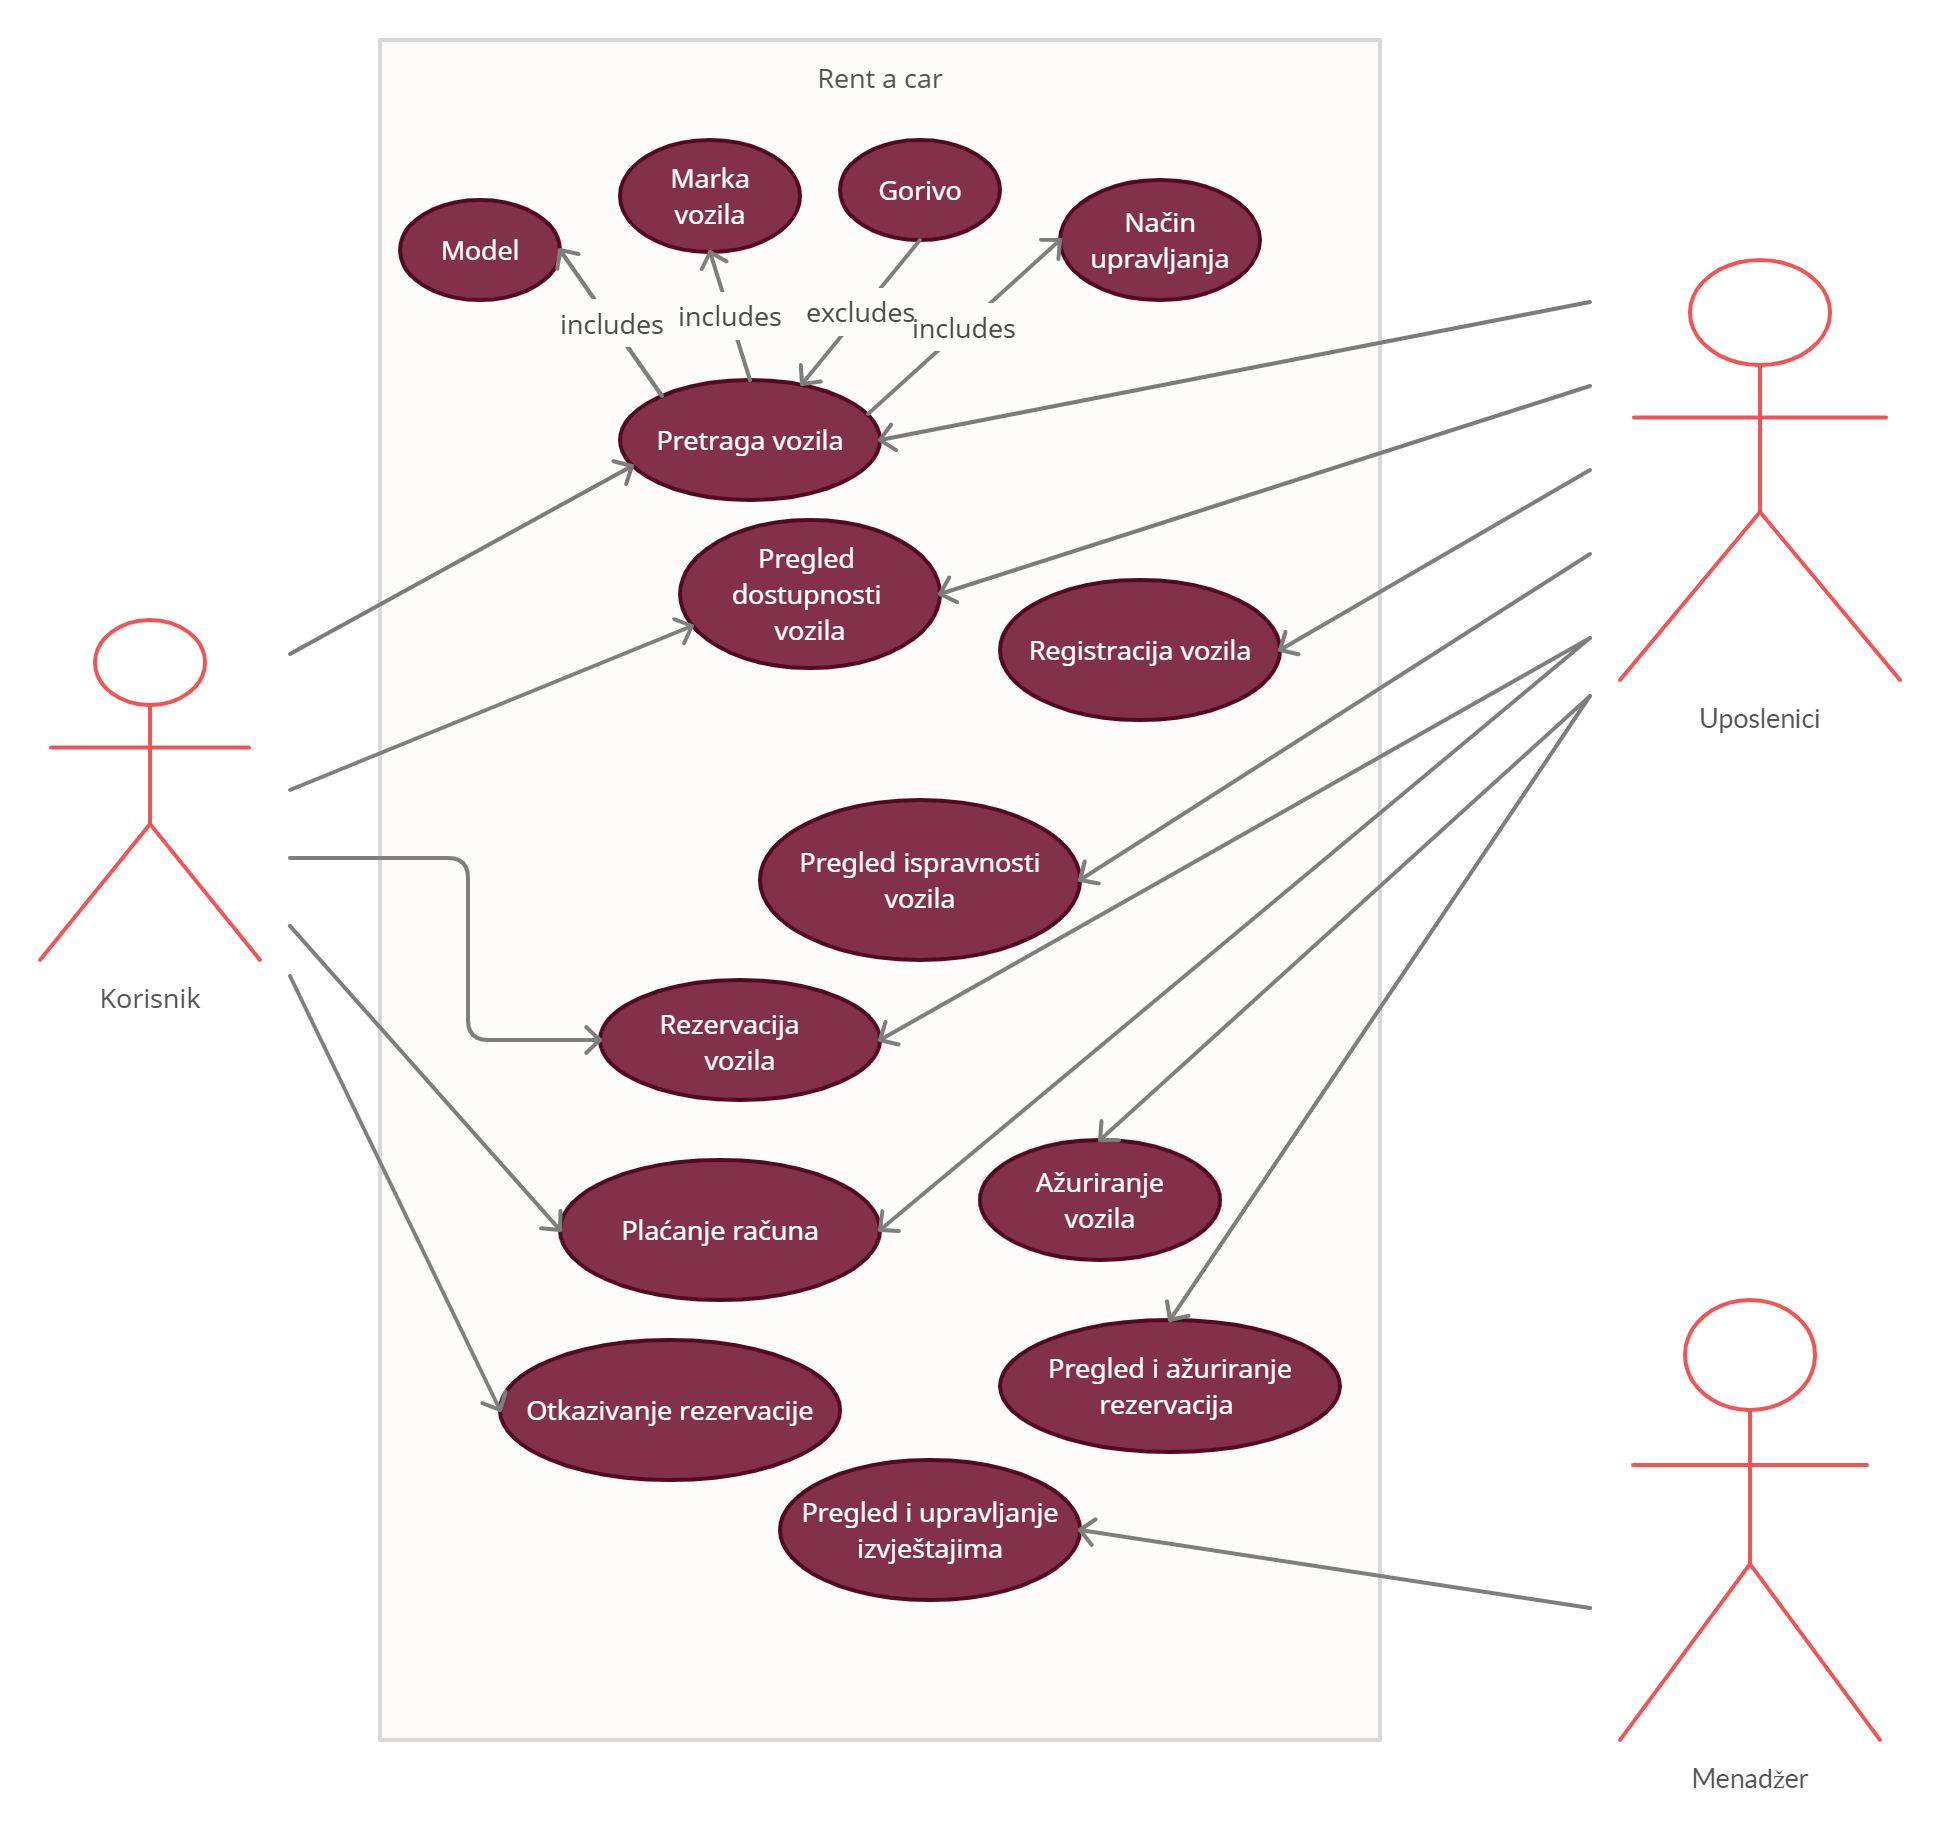 Rent a car
Marka
vozila
Gorivo
Model
Način
upravljanja
includes
includes
excludes
includes
Pretraga vozila
Pregled
dostupnosti
vozila
Registracija vozila
Uposlenici
Pregled ispravnosti
vozila
Korisnik
Rezervacija
vozila
Ažuriranje
vozila
Plaćanje računa
Pregled i ažuriranje
rezervacija
Otkazivanje rezervacije
Pregled i upravljanje
izvještajima
Menadžer